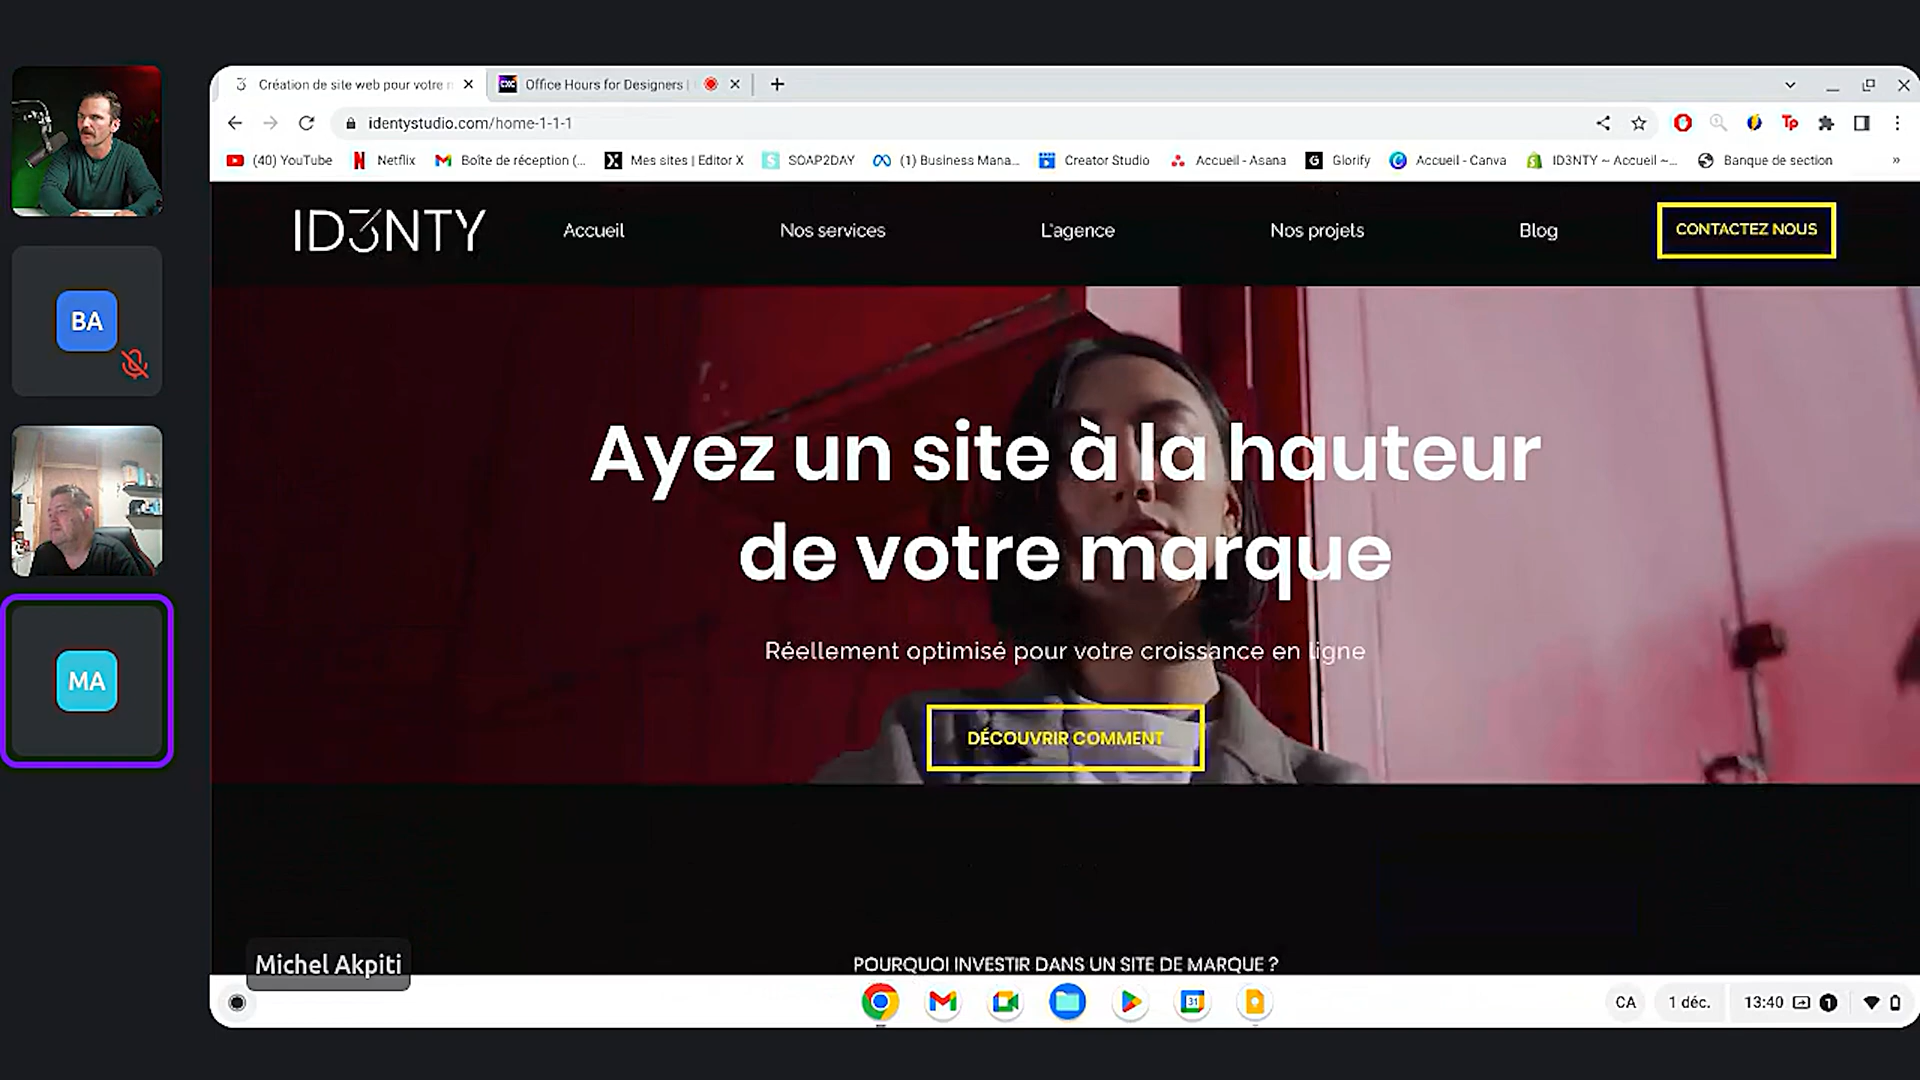 BA
MA
Création de site web pour votre n
Office Hours for Designers |
identystudio.com/home-1-1-1
(40) YouTube
Netflix
Boîte de réception (...
Mes sites | Editor X
SOAP2DAY
(1) Business Mana...
Creator Studio
Accueil - Asana
Glorify
Accueil - Canva
ID3NTY ~ Accueil ~...
Banque de section
»
ID3NTY
Accueil
Nos services
L'agence
Nos projets
Blog
CONTACTEZ NOUS
Ayez un site à la hauteur
de votre marque
Réellement optimisé pour votre croissance en ligne
DÉCOUVRIR COMMENT
POURQUOI INVESTIR DANS UN SITE DE MARQUE ?
Michel Akpiti
31
CA
1 déc.
13:40
1